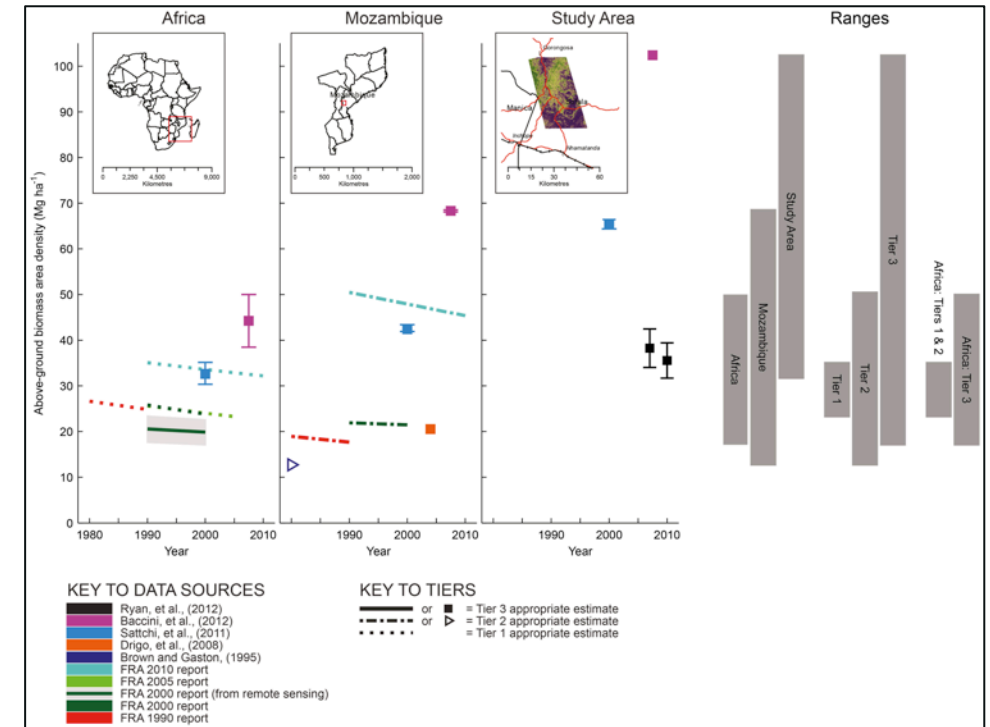 Africa Mozambique Study Area Ranges
Above-ground biomass area density (Mg ha-1)
100
90
80
70
60
50
40
30
20
10
0
0 2,250 4,500 9,000
Kilometres
Mozambique
0 500 1,000 2,000
Kilometres
Gorongosa
Manica
Nhamatanda
0 15 30 60
Kilometres
1980 1990 2000 2010
Year
1990 2000 2010
Year
1990 2000 2010
Year
Africa
Mozambique
Study Area
Tier 1
Tier 2
Tier 3
Africa: Tiers 1 & 2
Africa: Tier 3
KEY TO DATA SOURCES
Ryan, et al., (2012)
Baccini, et al., (2012)
Sattchi, et al., (2011)
Drigo, et al., (2008)
Brown and Gaston, (1995)
FRA 2010 report
FRA 2005 report
FRA 2000 report (from remote sensing)
FRA 2000 report
FRA 1990 report
KEY TO TIERS
or = Tier 3 appropriate estimate
or = Tier 2 appropriate estimate
= Tier 1 appropriate estimate